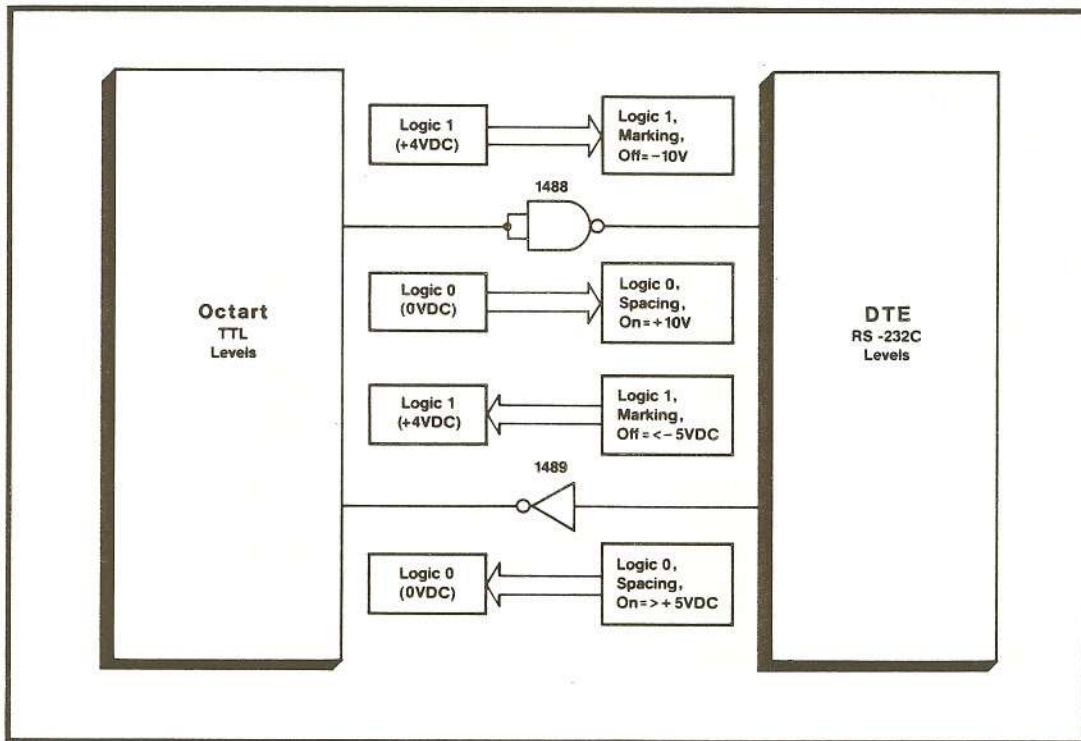 Logic 1
(+4VDC)
Logic 1,
Marking,
Off=-10V
1488
Logic 0
(0VDC)
Logic 0,
Spacing,
On=+10V
Octart
TTL
Levels
DTE
RS -232C
Levels
Logic 1
(+4VDC)
Logic 1,
Marking,
Off=<-5VDC
1489
Logic 0
(0VDC)
Logic 0,
Spacing,
On=>+5VDC